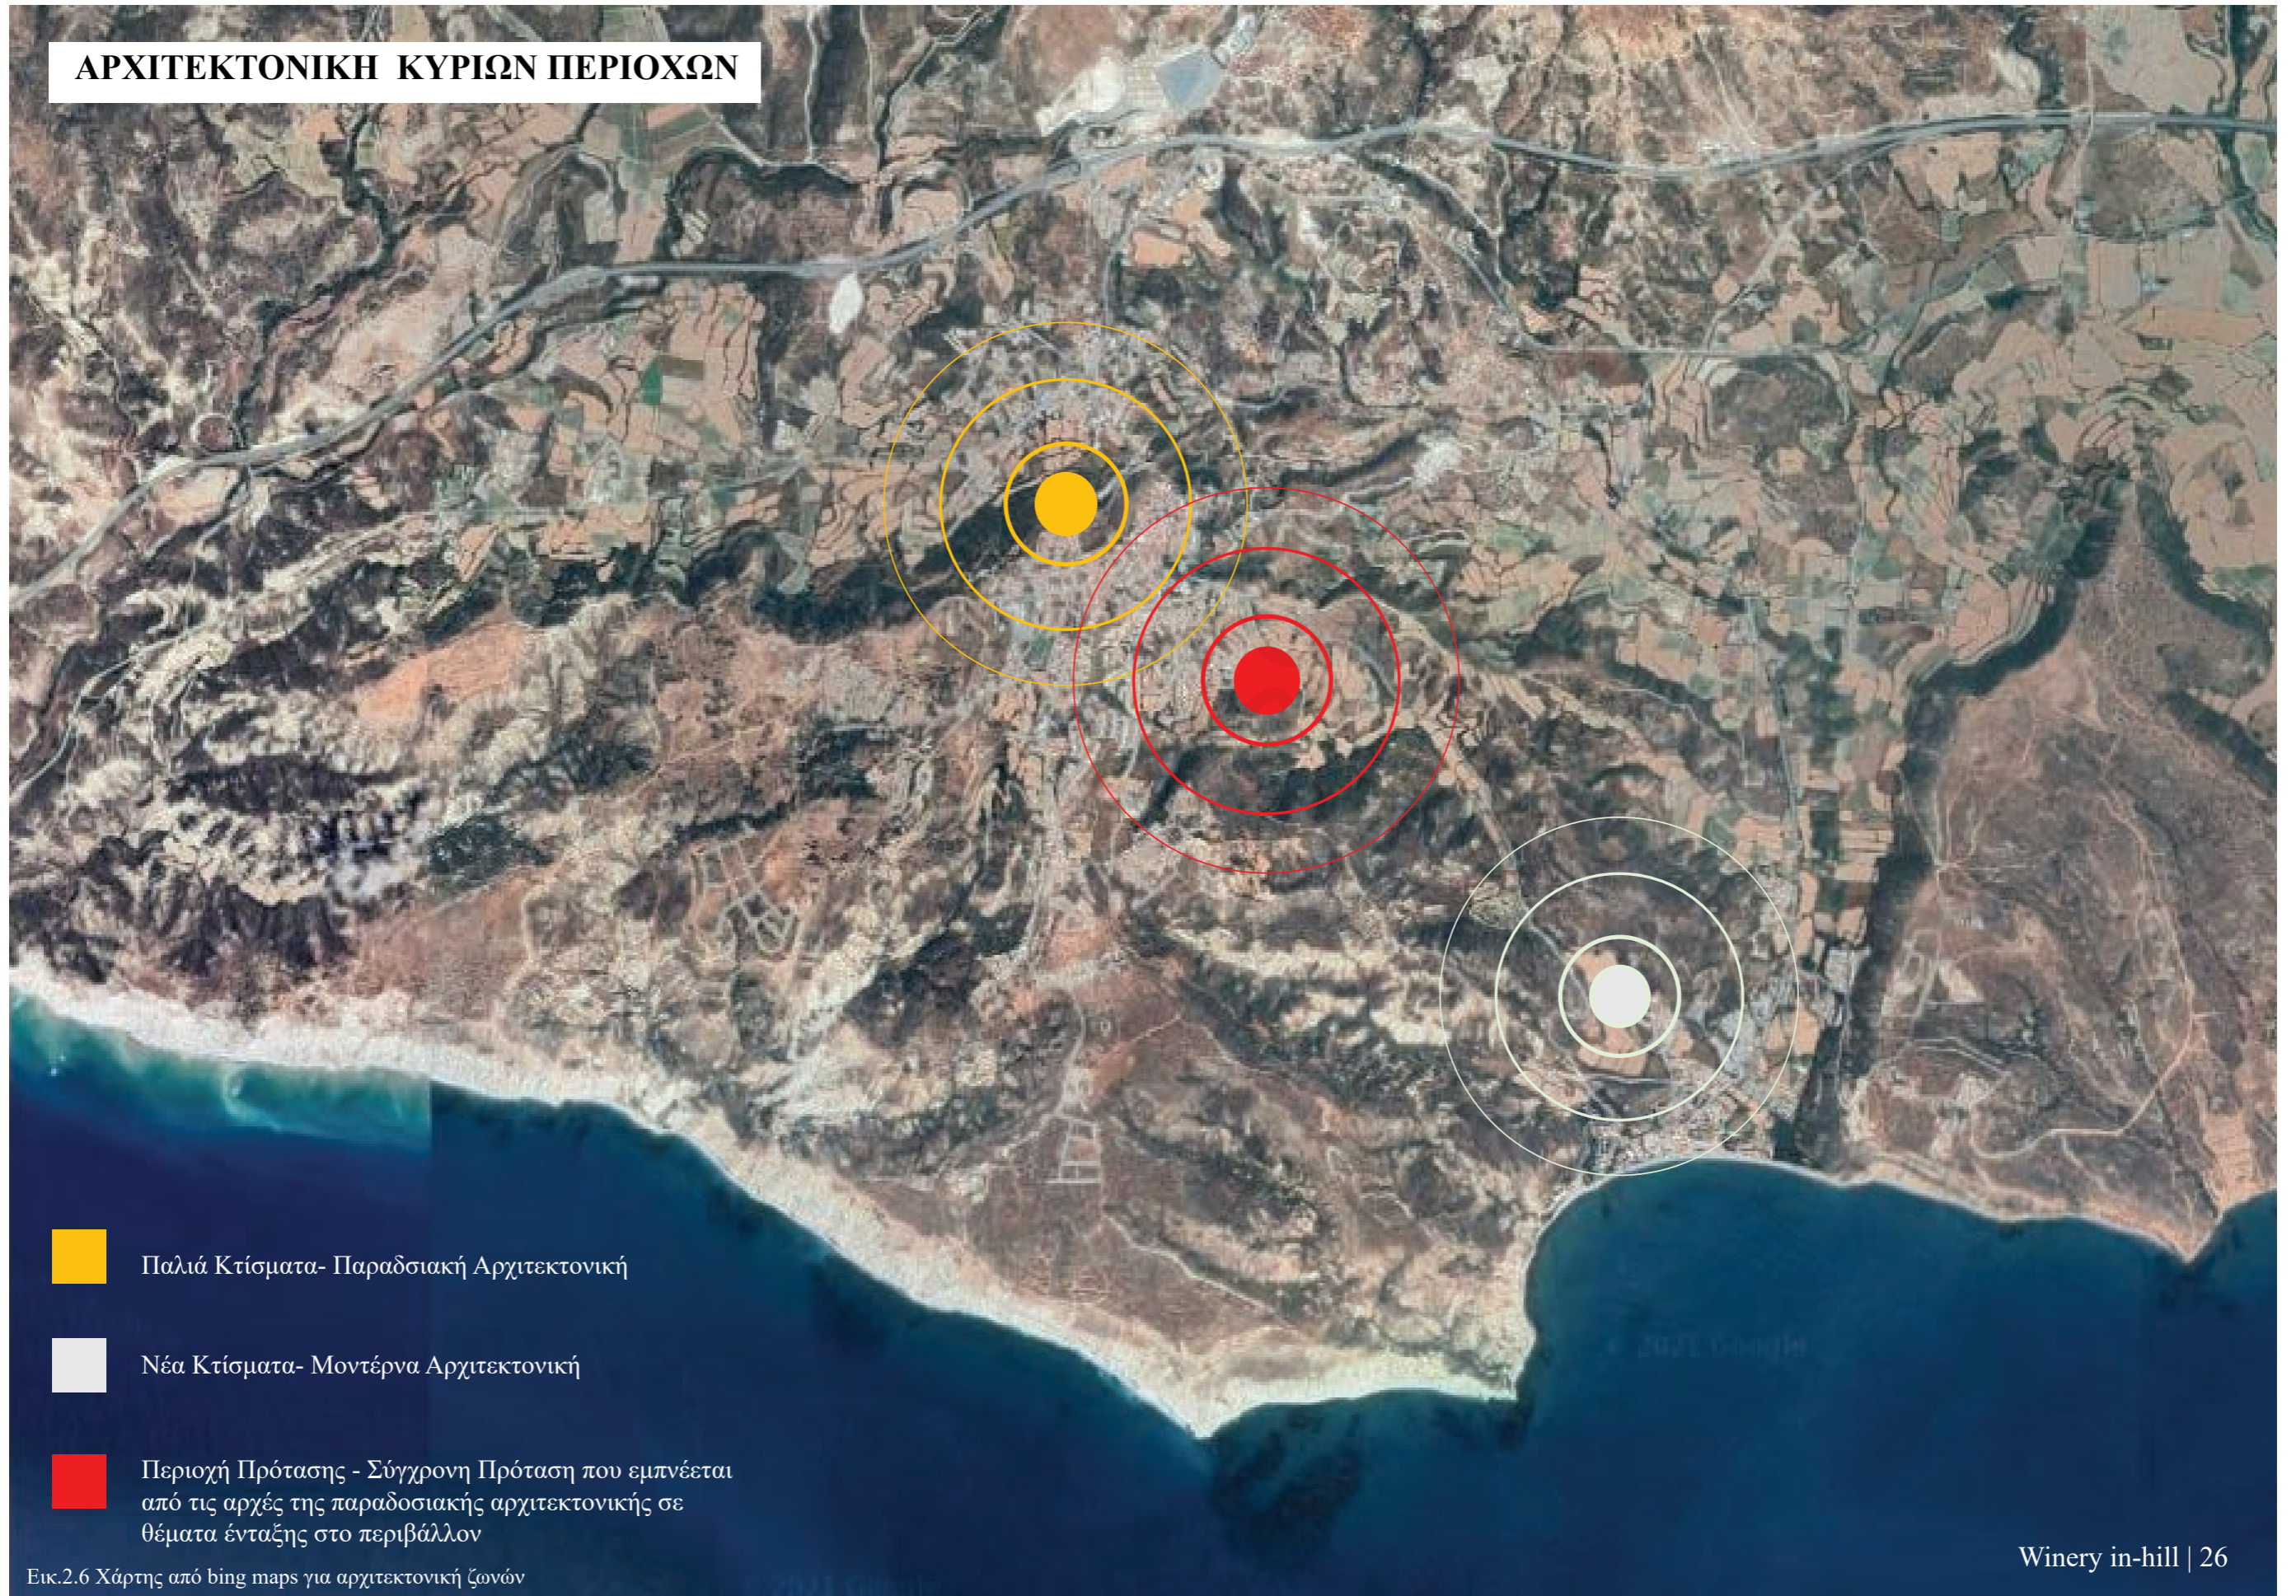 ΑΡΧΙΤΕΚΤΟΝΙΚΗ ΚΥΡΙΩΝ ΠΕΡΙΟΧΩΝ
Παλιά Κτίσματα- Παραδσιακή Αρχιτεκτονική
Νέα Κτίσματα- Μοντέρνα Αρχιτεκτονική
Περιοχή Πρότασης - Σύγχρονη Πρόταση που εμπνέεται
από τις αρχές της παραδοσιακής αρχιτεκτονικής σε
θέματα ένταξης στο περιβάλλον
Εικ.2.6 Χάρτης από bing maps για αρχιτεκτονική ζωνών
Winery in-hill | 26
© 2021 Google